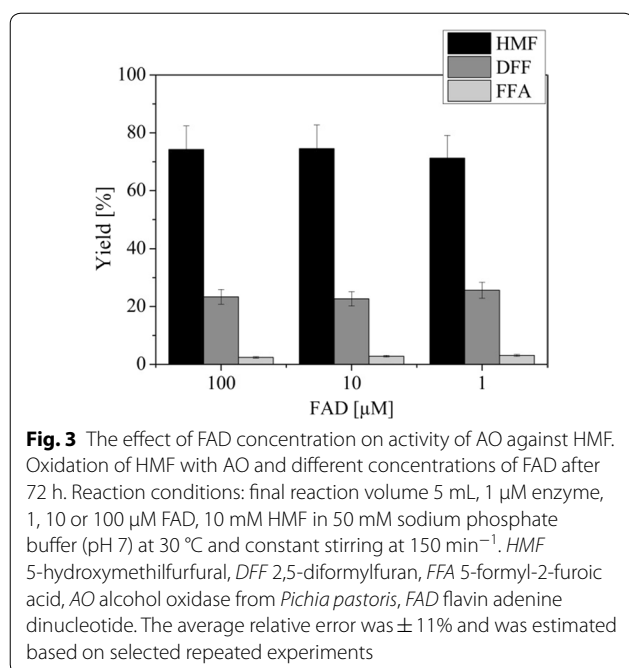 HMF
DFF
FFA
100
80
60
40
20
0
Yield [%]
100
10
1
FAD [µM]
Fig. 3 The effect of FAD concentration on activity of AO against HMF.
Oxidation of HMF with AO and different concentrations of FAD after
72 h. Reaction conditions: final reaction volume 5 mL, 1 µM enzyme,
1, 10 or 100 µM FAD, 10 mM HMF in 50 mM sodium phosphate
buffer (pH 7) at 30 °C and constant stirring at 150 min⁻¹. HMF
5-hydroxymethilfurfural, DFF 2,5-diformylfuran, FFA 5-formyl-2-furoic
acid, AO alcohol oxidase from Pichia pastoris, FAD flavin adenine
dinucleotide. The average relative error was ± 11% and was estimated
based on selected repeated experiments